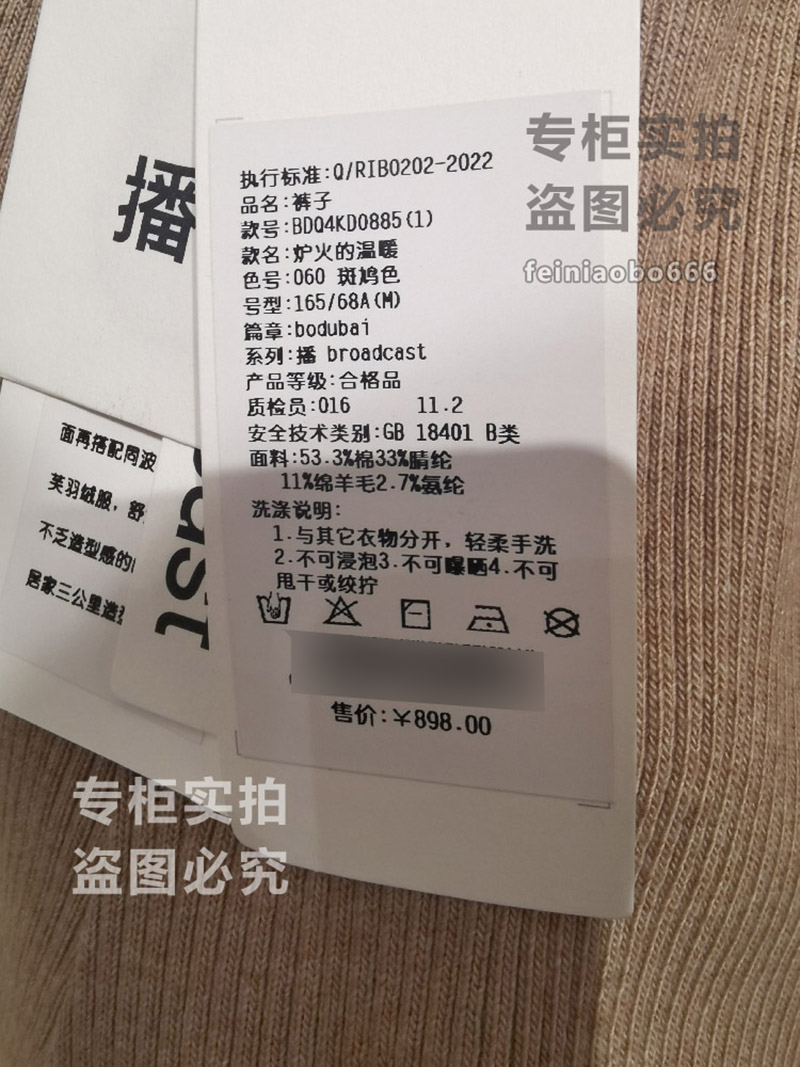 专柜实拍
盗图必究
feiniaobo666
播
执行标准:Q/RIB0202-2022
品名:裤子
款号:BDQ4KD0885(1)
款名:炉火的温暖
色号:060 斑鸠色
号型:165/68A(M)
篇章:bodubai
系列:播 broadcast
产品等级:合格品
质检员:016 11.2
安全技术类别:GB 18401 B类
面料:53.3%棉33%腈纶
11%绵羊毛2.7%氨纶
洗涤说明:
1.与其它衣物分开，轻柔手洗
2.不可浸泡3.不可曝晒4.不可
甩干或绞拧
售价:¥898.00
面再搭配同波
芙羽绒服，舒
不乏造型感的
居家三公里造型
ast
专柜实拍
盗图必究